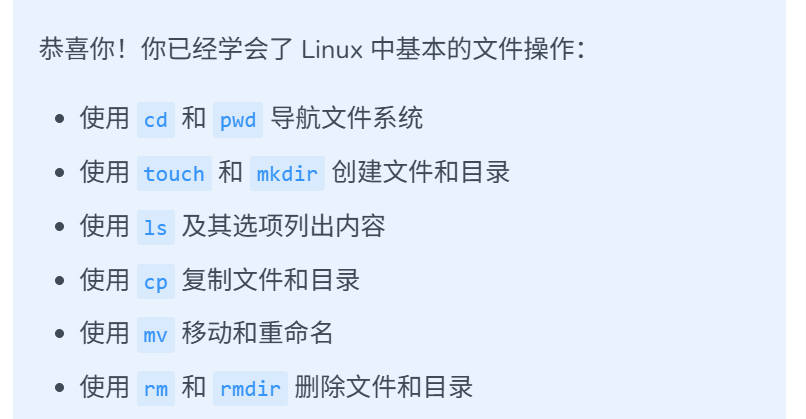 恭喜你！你已经学会了 Linux 中基本的文件操作：
• 使用 cd 和 pwd 导航文件系统
• 使用 touch 和 mkdir 创建文件和目录
• 使用 ls 及其选项列出内容
• 使用 cp 复制文件和目录
• 使用 mv 移动和重命名
• 使用 rm 和 rmdir 删除文件和目录